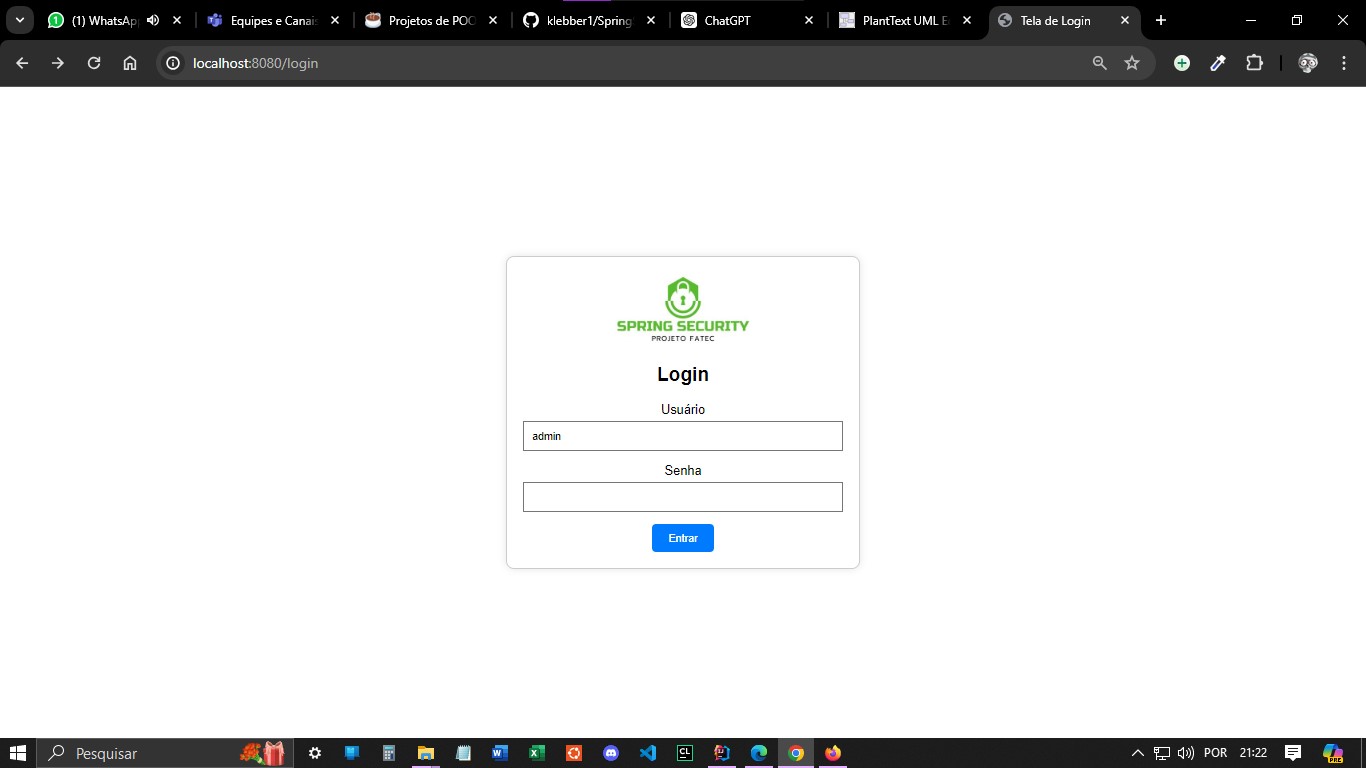 (1) WhatsAp
Equipes e Canais
Projetos de POO
klebber1/Spring
ChatGPT
PlantText UML E
Tela de Login
localhost:8080/login
SPRING SECURITY
PROJETO FATEC
Login
Usuário
admin
Senha
Entrar
Pesquisar
POR
21:22